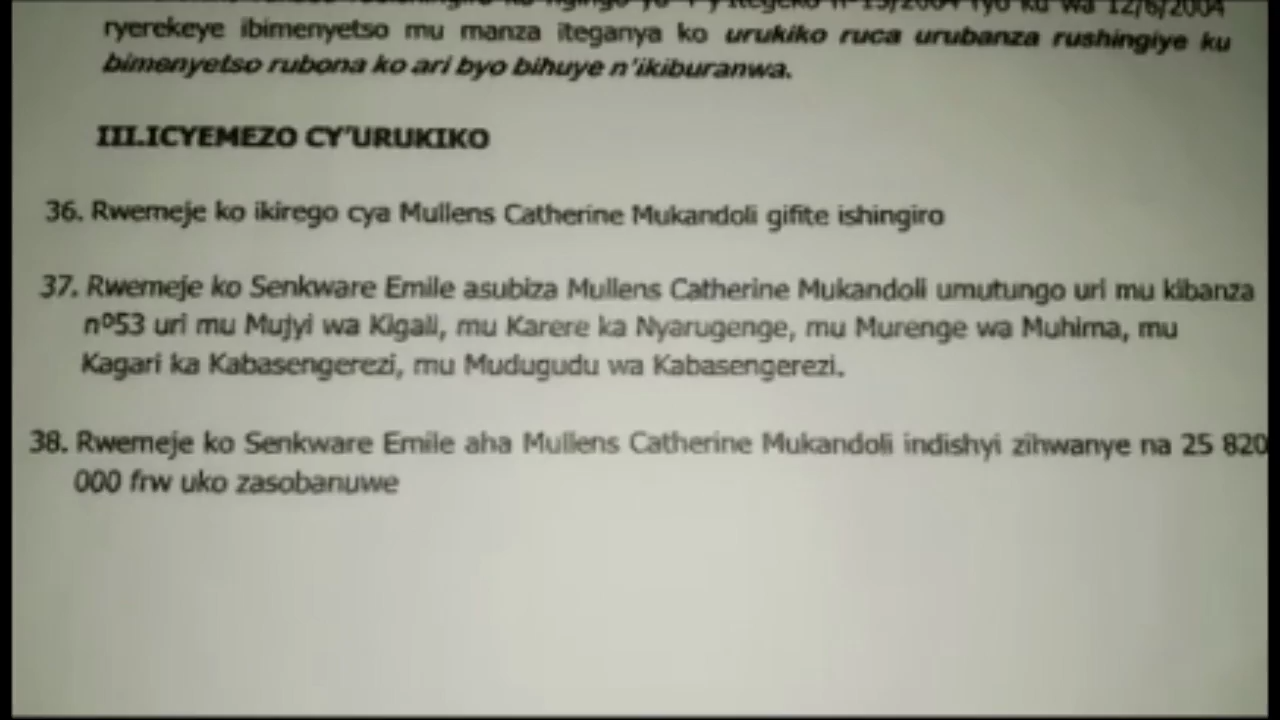 ryerekeye ibimenyetso mu manza iteganya ko urukiko ruca urubanza rushingiye ku
bimenyetso rubona ko ari byo bihuye n'ikiburanwa.
III.ICYEMEZO CY'URUKIKO
36. Rwemeje ko ikirego cya Mullens Catherine Mukandoli gifite ishingiro
37. Rwemeje ko Senkware Emile asubiza Mullens Catherine Mukandoli umutungo uri mu kibanza
nº53 uri mu Mujyi wa Kigali, mu Karere ka Nyarugenge, mu Murenge wa Muhima, mu
Kagari ka Kabasengerezi, mu Mudugudu wa Kabasengerezi.
38. Rwemeje ko Senkware Emile aha Mullens Catherine Mukandoli indishyi zihwanye na 25 820
000 frw uko zasobanuwe